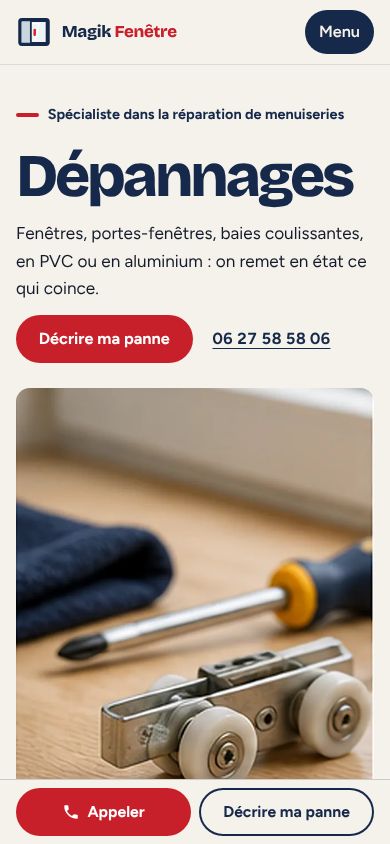 Magik Fenêtre
Menu
Spécialiste dans la réparation de menuiseries
Dépannages
Fenêtres, portes-fenêtres, baies coulissantes,
en PVC ou en aluminium : on remet en état ce
qui coince.
Décrire ma panne
06 27 58 58 06
Appeler
Décrire ma panne